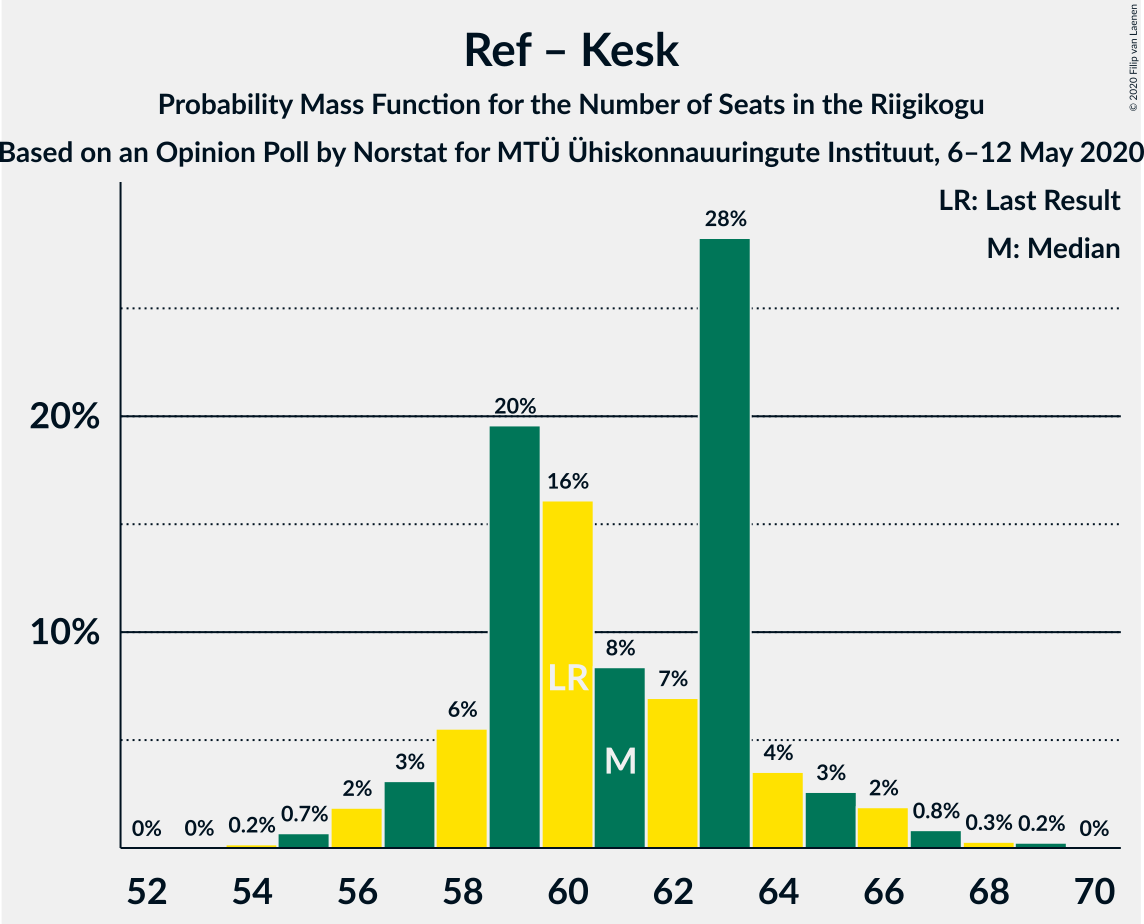 Ref – Kesk
Probability Mass Function for the Number of Seats in the Riigikogu
Based on an Opinion Poll by Norstat for MTÜ Ühiskonnauuringute Instituut, 6–12 May 2020
© 2020 Filip van Laenen
LR: Last Result
M: Median
20%
10%
0%
0%
0.2%
0.7%
2%
3%
6%
20%
16%
8%
7%
28%
4%
3%
2%
0.8%
0.3%
0.2%
0%
LR
M
52 54 56 58 60 62 64 66 68 70